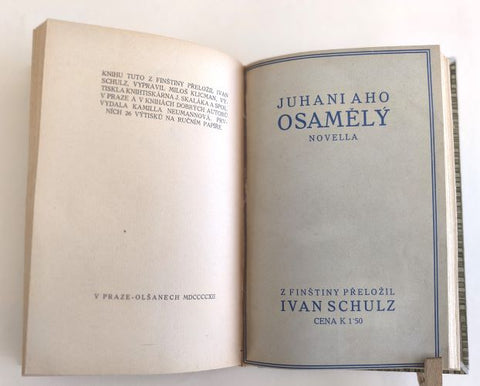 KNIHU TUTO Z FINŠTINY PŘELOŽIL IVAN
SCHULZ, VYPRAVIL MILOŠ KLICMAN, VY-
TISKLA KNIHTISKÁRNA J. SKALÁKA A SPOL.
V PRAZE A V KNIHÁCH DOBRÝCH AUTORŮ
VYDALA KAMILLA NEUMANNOVÁ. PRV-
NÍCH 26 VÝTISKŮ NA RUČNÍM PAPÍŘE.
V PRAZE-OLŠANECH MDCCCCXII
JUHANI AHO
OSAMĚLÝ
NOVELLA
Z FINŠTINY PŘELOŽIL
IVAN SCHULZ
CENA K 1'50